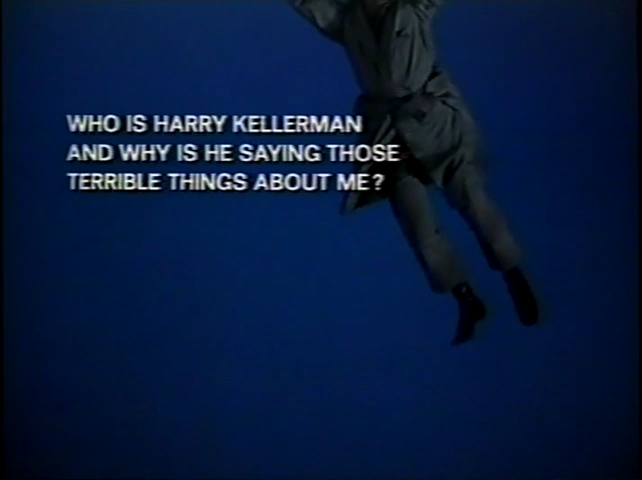 WHO IS HARRY KELLERMAN
AND WHY IS HE SAYING THOSE
TERRIBLE THINGS ABOUT ME?